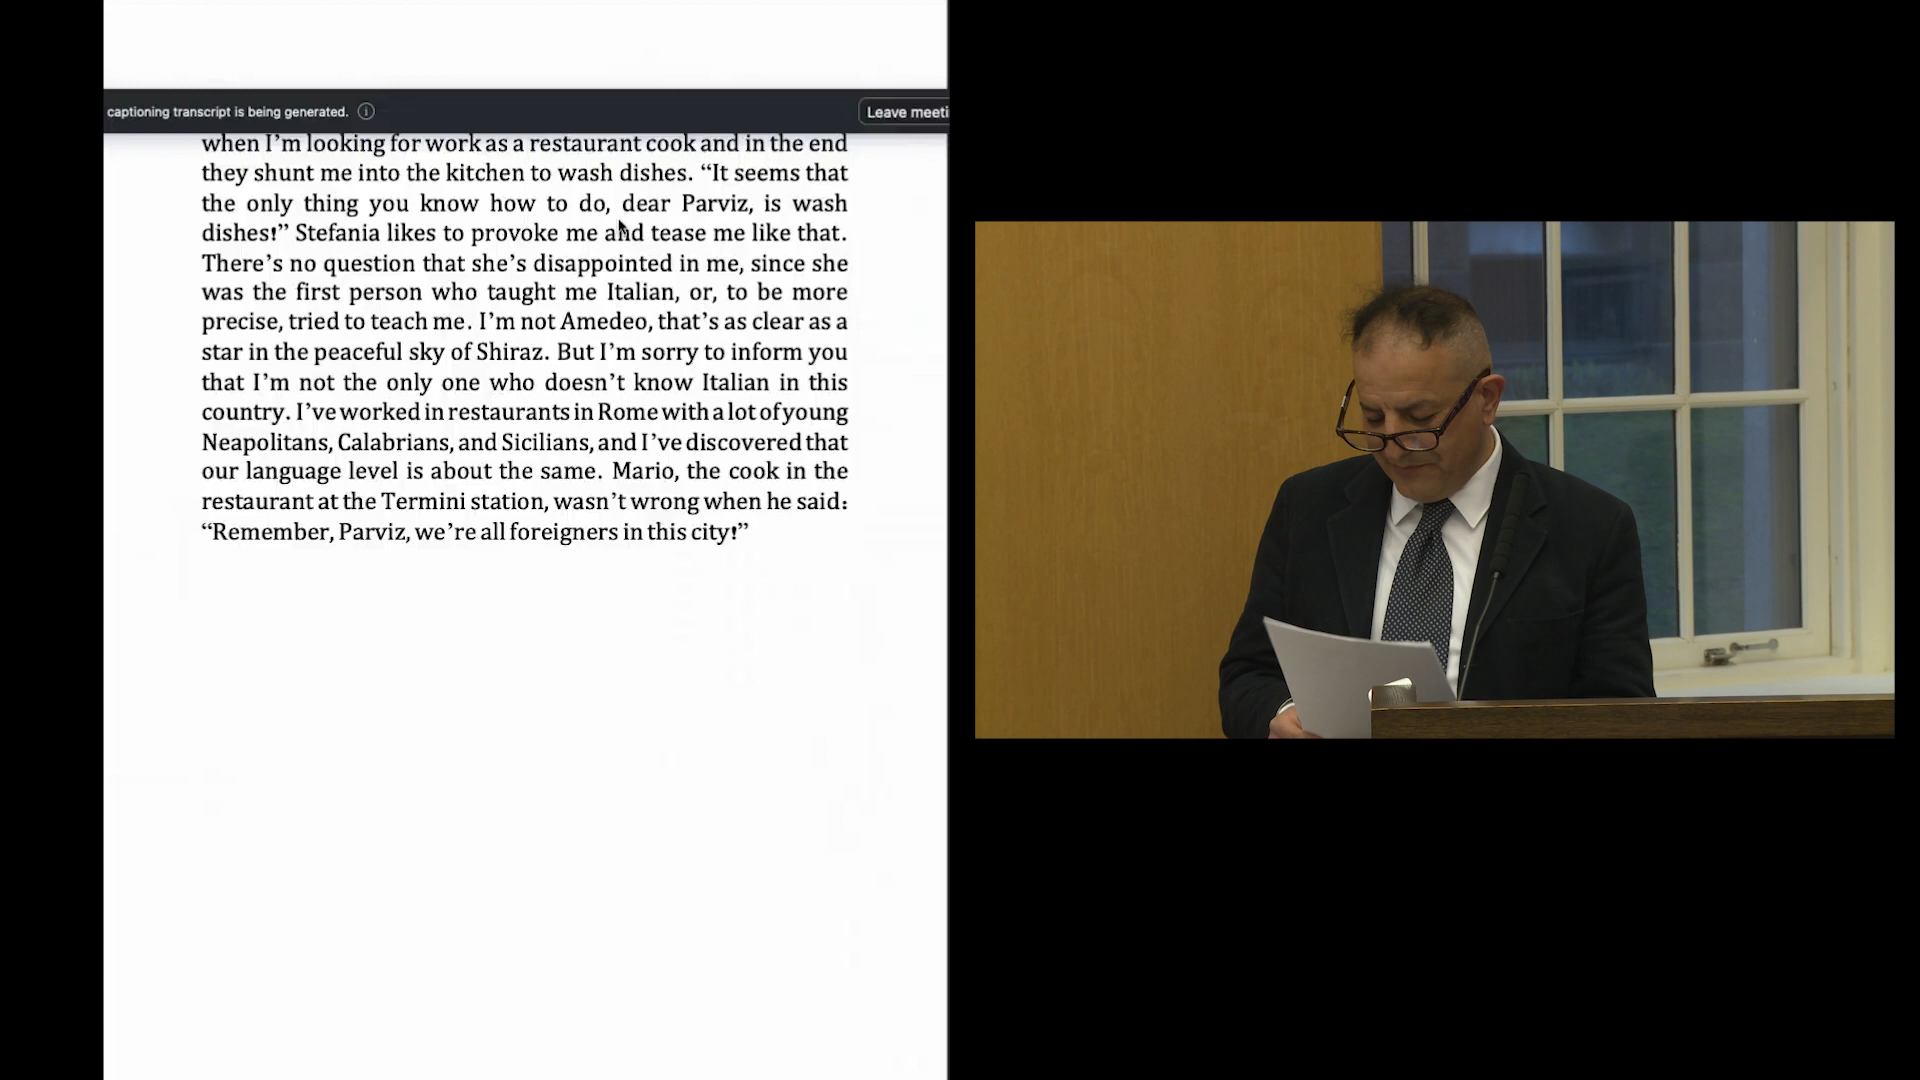 captioning transcript is being generated.
Leave meeti
when I’m looking for work as a restaurant cook and in the end
they shunt me into the kitchen to wash dishes. “It seems that
the only thing you know how to do, dear Parviz, is wash
dishes!” Stefania likes to provoke me and tease me like that.
There’s no question that she’s disappointed in me, since she
was the first person who taught me Italian, or, to be more
precise, tried to teach me. I’m not Amedeo, that’s as clear as a
star in the peaceful sky of Shiraz. But I’m sorry to inform you
that I’m not the only one who doesn’t know Italian in this
country. I’ve worked in restaurants in Rome with a lot of young
Neapolitans, Calabrians, and Sicilians, and I’ve discovered that
our language level is about the same. Mario, the cook in the
restaurant at the Termini station, wasn’t wrong when he said:
“Remember, Parviz, we’re all foreigners in this city!”